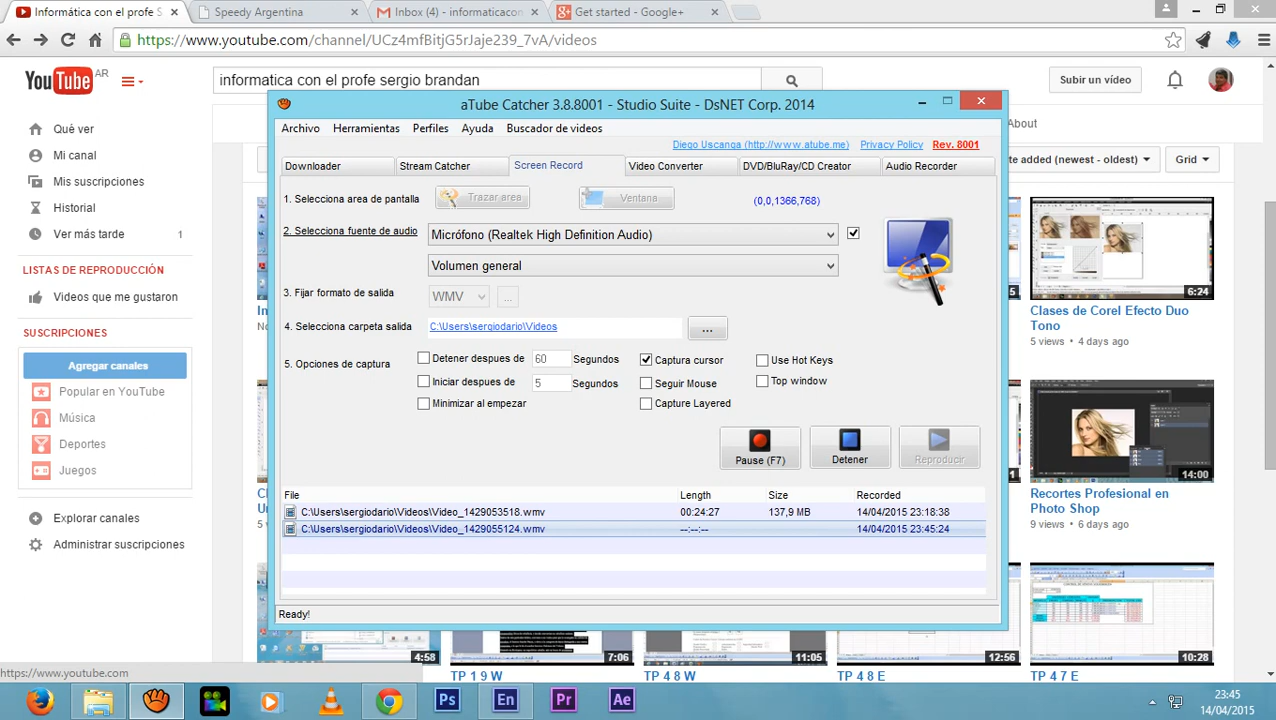 Informática con el profe S
Speedy Argentina
Inbox (4) - informaticacon
Get started - Google+
https://www.youtube.com/channel/UCz4mfBitjG5rJaje239_7vA/videos
YouTube AR
informatica con el profe sergio brandan
Subir un vídeo
aTube Catcher 3.8.8001 - Studio Suite - DsNET Corp. 2014
Archivo Herramientas Perfiles Ayuda Buscador de videos
About
Diego Uscanga (http://www.atube.me) Privacy Policy Rev. 8001
Downloader Stream Catcher Screen Record Video Converter DVD/BluRay/CD Creator Audio Recorder
te added (newest - oldest) Grid
1. Selecciona area de pantalla
Ventana
(0,0,1366,768)
2. Selecciona fuente de audio
Micrófono (Realtek High Definition Audio)
Volumen general
3. Fijar formato
WMV
...
4. Selecciona carpeta salida
C:\Users\sergiodario\Videos
...
5. Opciones de captura
Detener despues de 60 Segundos
Captura cursor
Use Hot Keys
Iniciar despues de 5 Segundos
Seguir Mouse
Top window
Minimizar al empezar
Capture Layered
Pause (F7)
Detener
Reproducir
File Length Size Recorded
C:\Users\sergiodario\Videos\Video_1429053518.wmv 00:24:27 137,9 MB 14/04/2015 23:18:38
C:\Users\sergiodario\Videos\Video_1429055124.wmv --:--:-- 14/04/2015 23:45:24
Ready!
Què ver
Mi canal
Mis suscripciones
Historial
Ver más tarde 1
LISTAS DE REPRODUCCIÓN
Videos que me gustaron
SUSCRIPCIONES
Agregar canales
Popular en YouTube
Música
Deportes
Juegos
Explorar canales
Administrar suscripciones
6:24
Clases de Corel Efecto Duo
Tono
5 views • 4 days ago
14:00
Recortes Profesional en
Photo Shop
9 views • 6 days ago
:58
7:06
11:05
12:56
10:28
TP 1 9 W
TP 4 8 W
TP 4 8 E
TP 4 7 E
https://www.youtube.com
Ps
En
Pr
Ae
23:45
14/04/2015